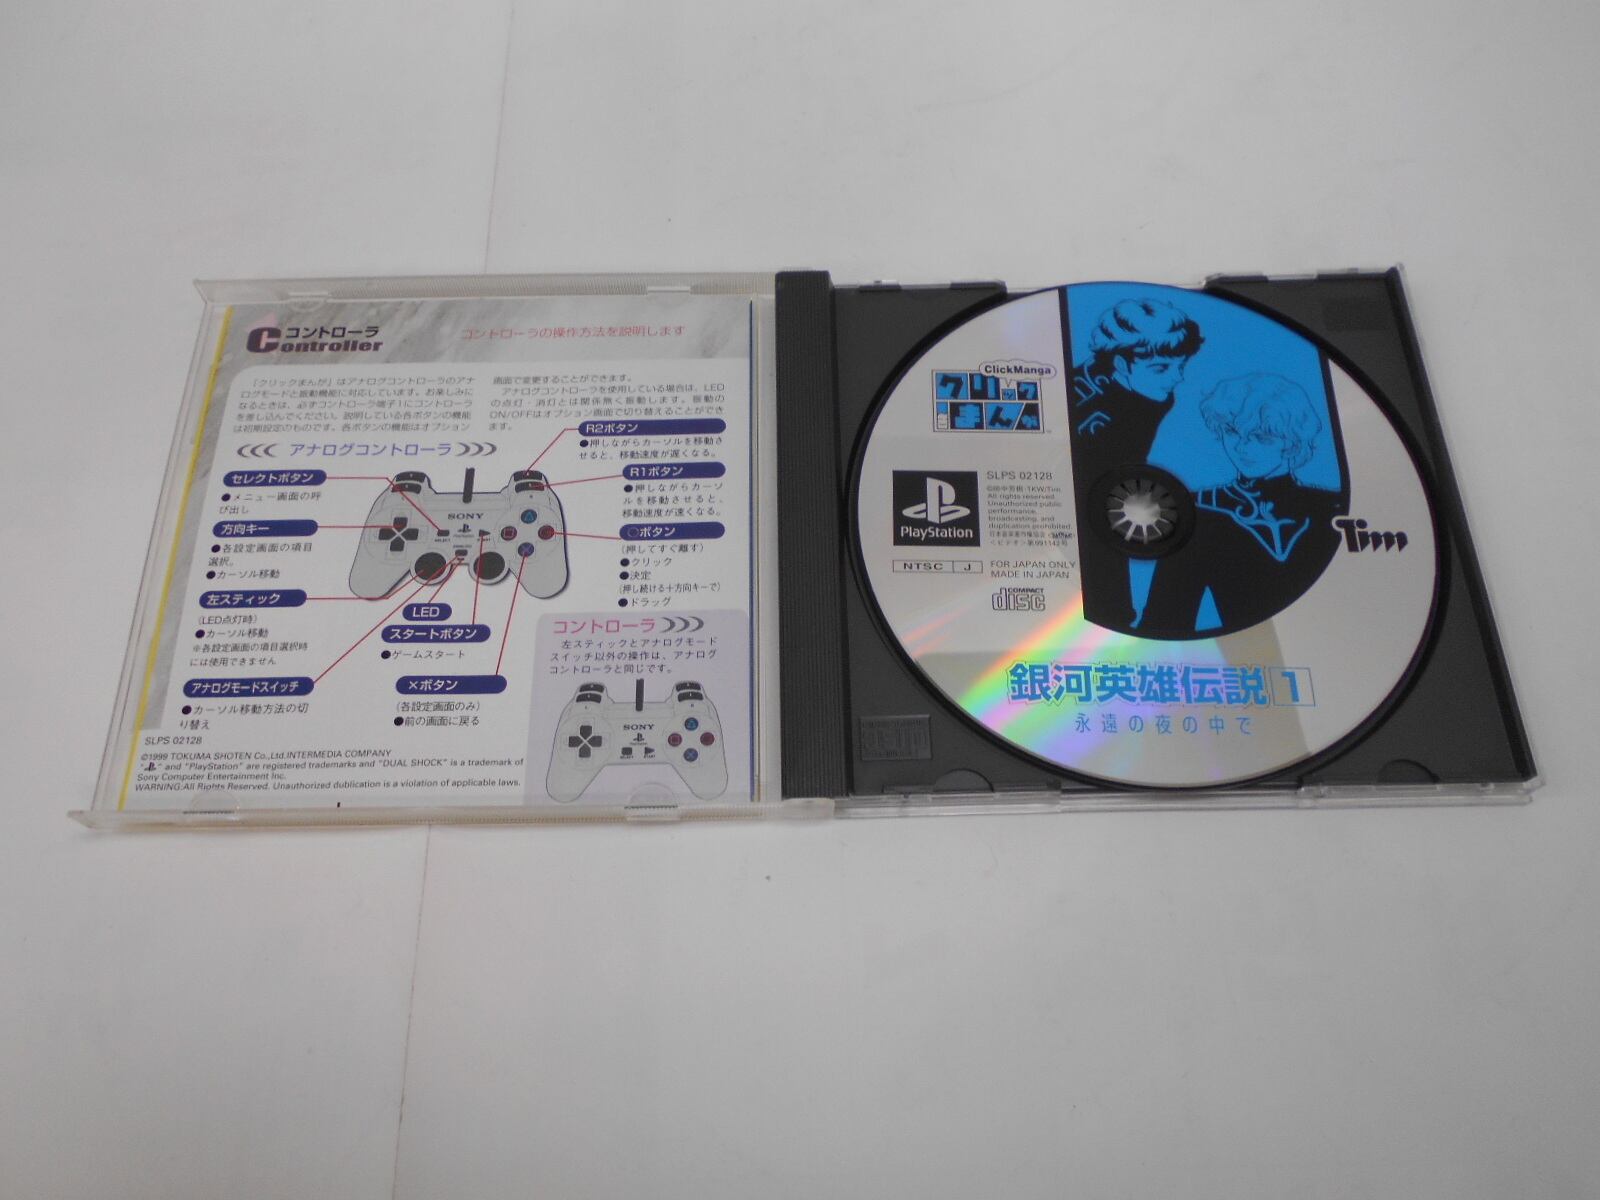 コントローラ
Controller
コントローラの操作方法を説明します
「クリックまんが」はアナログコントローラのアナ
ログモードと振動機能に対応しています。お楽しみに
なるときは、必ずコントローラ端子1にコントローラ
を差し込んでください。説明している各ボタンの機能
は初期設定のものです。各ボタンの機能はオプション
画面で変更することができます。
アナログコントローラを使用している場合は、LED
の点灯・消灯とは関係無く振動します。振動の
ON/OFFはオプション画面で切り替えることができ
ます。
アナログコントローラ
セレクトボタン
●メニュー画面の呼
び出し
方向キー
●各設定画面の項目
選択。
●カーソル移動
左スティック
(LED点灯時)
●カーソル移動
※各設定画面の項目選択時
には使用できません
アナログモードスイッチ
●カーソル移動方法の切
り替え
SONY
PlayStation
SELECT
START
ANALOG
LED
スタートボタン
●ゲームスタート
×ボタン
(各設定画面のみ)
●前の画面に戻る
R2ボタン
●押しながらカーソルを移動さ
せると、移動速度が遅くなる。
R1ボタン
●押しながらカーソ
ルを移動させると、
移動速度が速くなる。
○ボタン
(押してすぐ離す)
●クリック
●決定
(押し続ける+方向キーで)
●ドラッグ
コントローラ
左スティックとアナログモード
スイッチ以外の操作は、アナログ
コントローラと同じです。
SONY
PlayStation
SELECT
START
SLPS 02128
©1999 TOKUMA SHOTEN Co.,Ltd.INTERMEDIA COMPANY
" " and "PlayStation" are registered trademarks and "DUAL SHOCK" is a trademark of
Sony Computer Entertainment Inc.
WARNING:All Rights Reserved. Unauthorized dublication is a violation of applicable laws.
ClickManga
クリック
まんが
PlayStation
SLPS 02128
©田中芳樹・TKW/Tim
All rights reserved
Unauthorized public
performance,
broadcasting, and
duplication prohibited.
NTSC J
FOR JAPAN ONLY
MADE IN JAPAN
COMPACT
disc
Tim
銀河英雄伝説 1
永遠の夜の中で